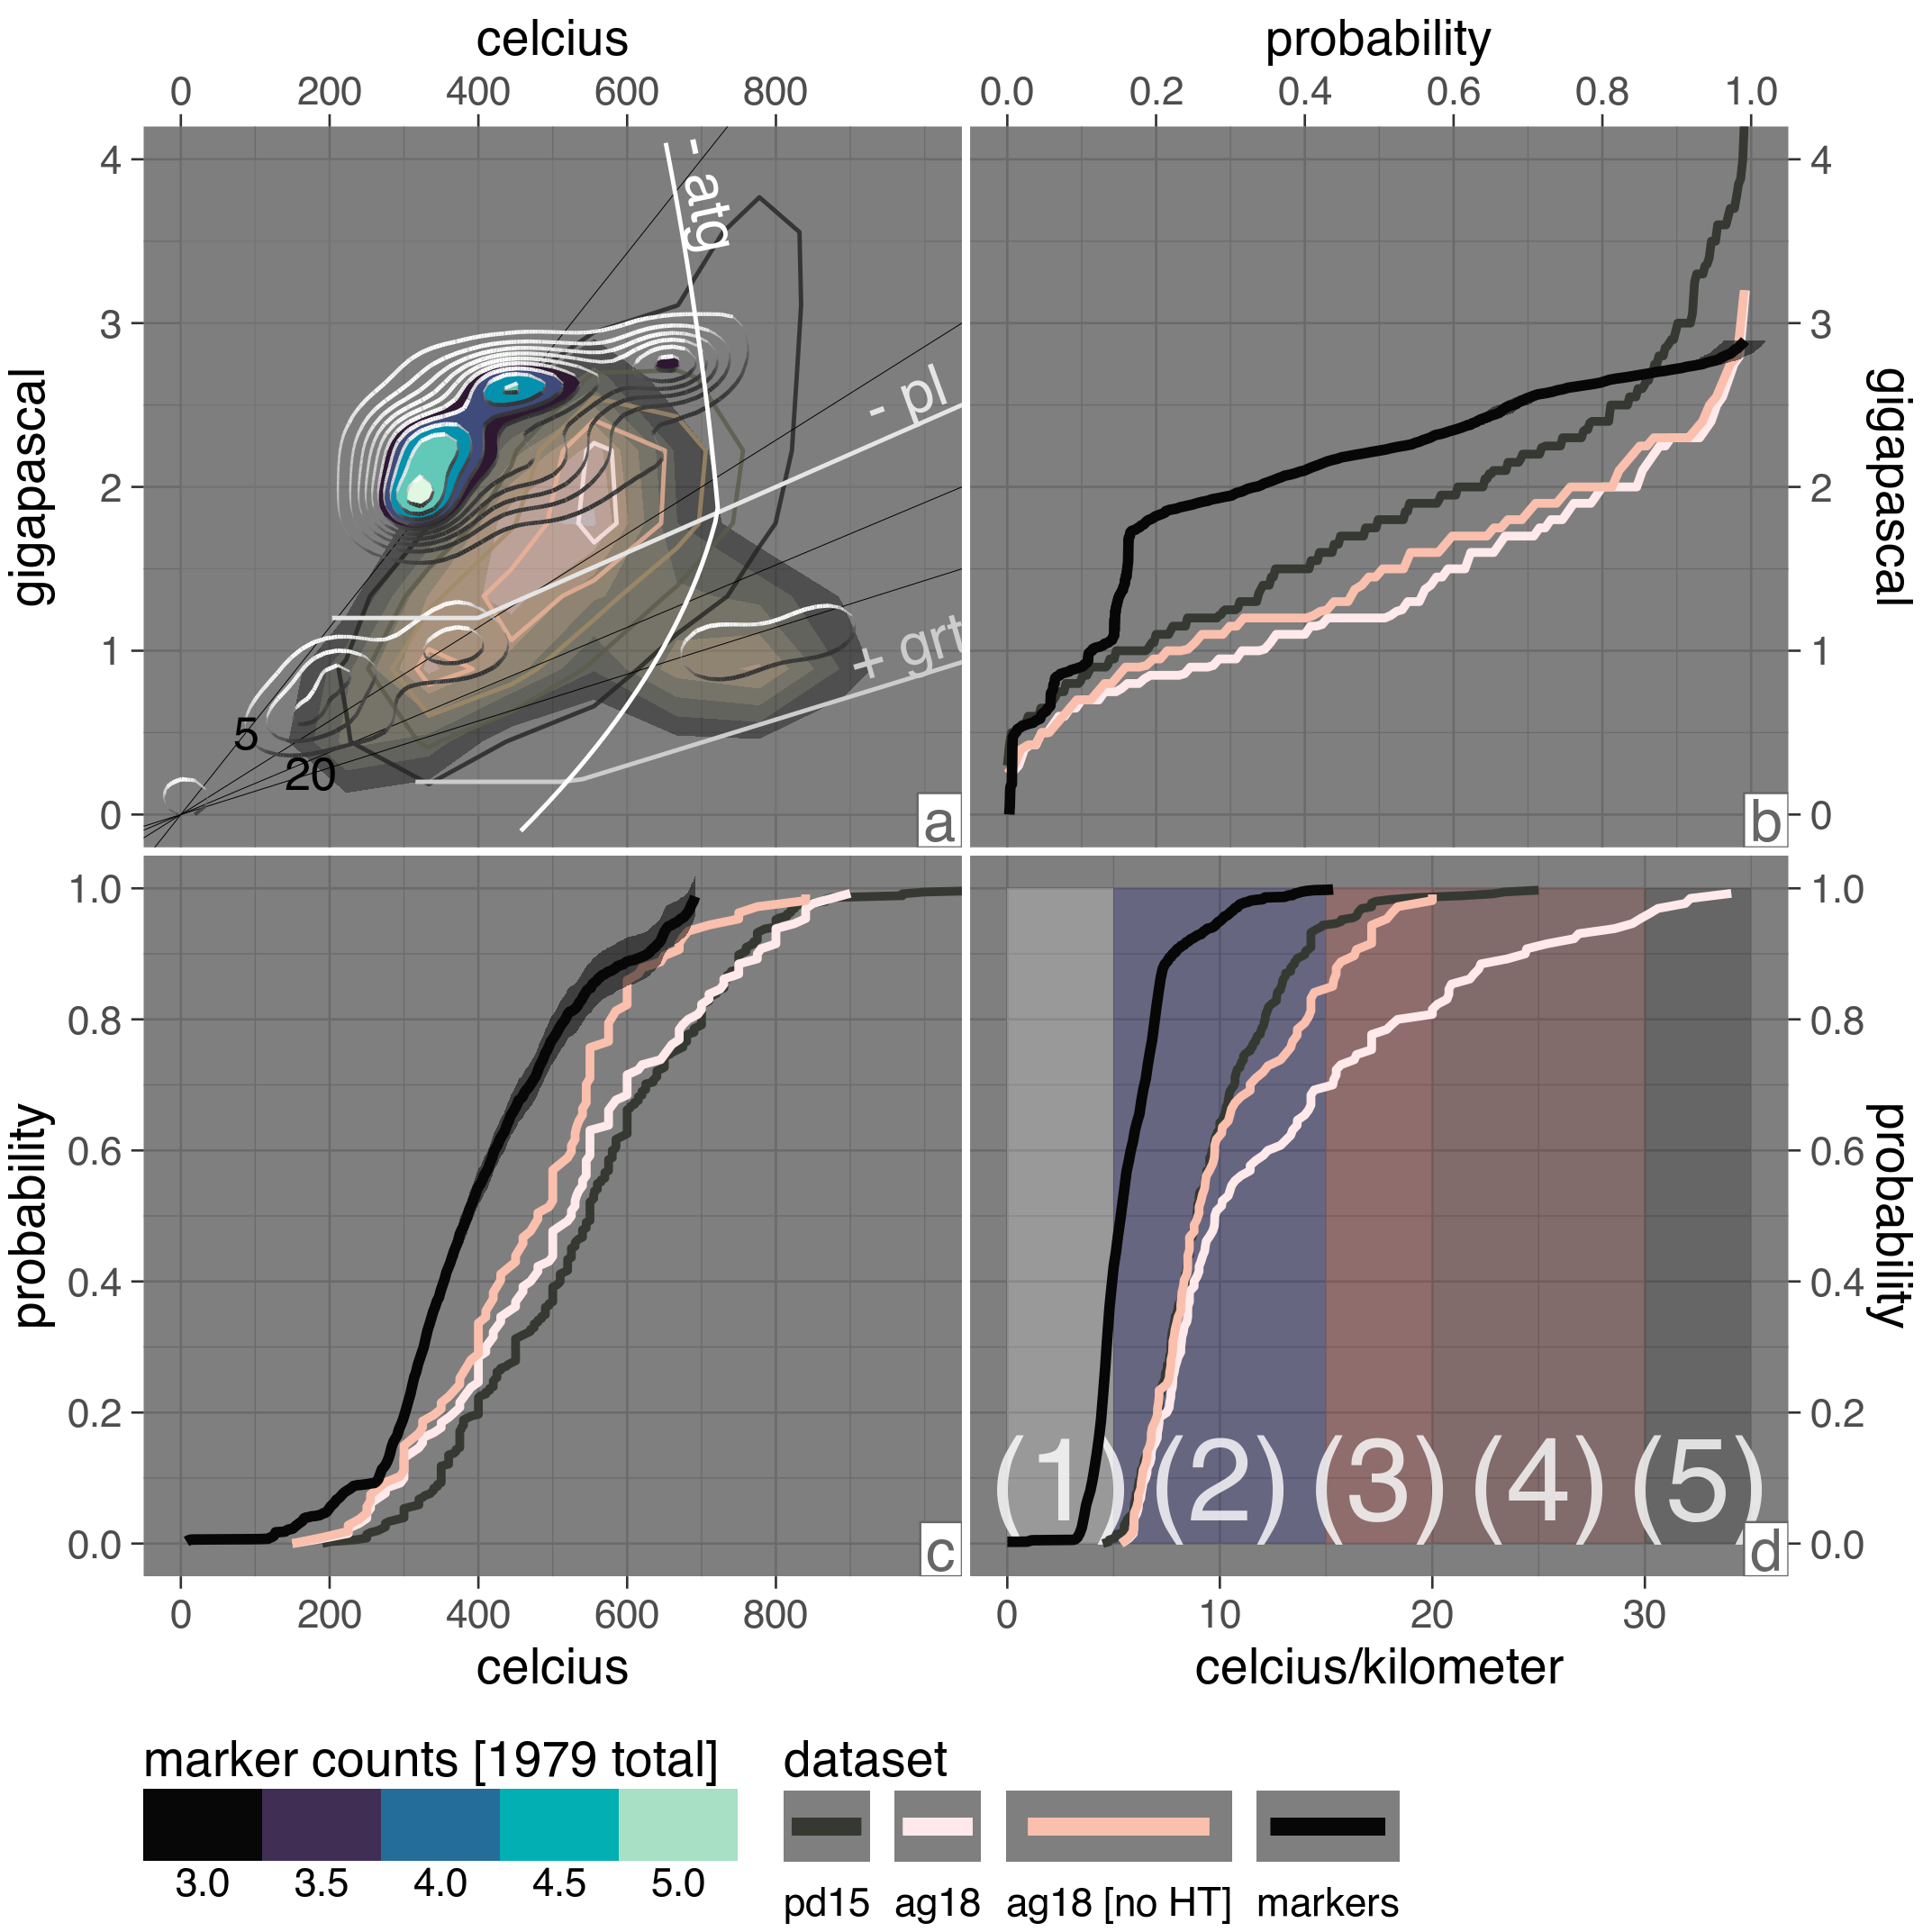 celcius probability
0 200 400 600 800 0.0 0.2 0.4 0.6 0.8 1.0
gigapascal
4
3
2
1
0
- atg
- pl
+ grt
5
20
a
4
3
2
1
0
gigapascal
b
probability
1.0
0.8
0.6
0.4
0.2
0.0
c
(1) (2) (3) (4) (5)
d
1.0
0.8
0.6
0.4
0.2
0.0
probability
0 200 400 600 800 0 10 20 30
celcius celcius/kilometer
marker counts [1979 total] dataset
3.0 3.5 4.0 4.5 5.0 pd15 ag18 ag18 [no HT] markers